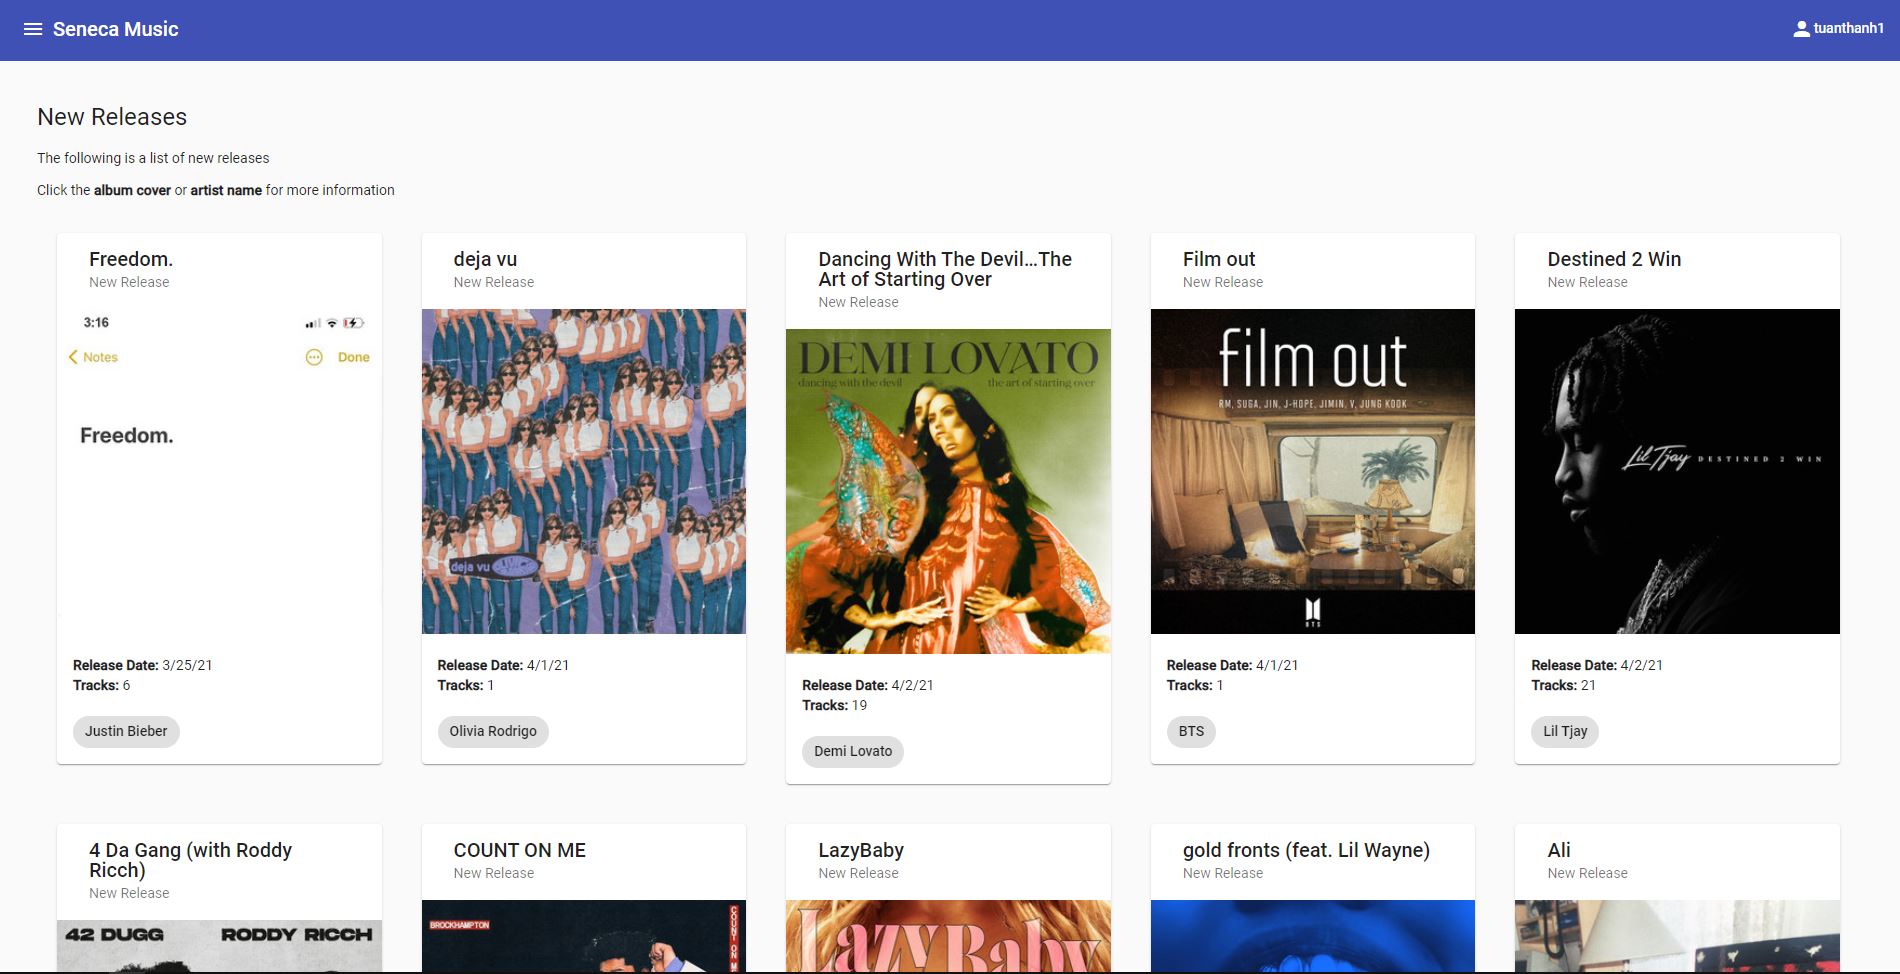 Seneca Music
tuanthanh1
New Releases
The following is a list of new releases
Click the album cover or artist name for more information
Freedom.
New Release
3:16
Notes
Done
Freedom.
Release Date: 3/25/21
Tracks: 6
Justin Bieber
deja vu
New Release
deja vu
Release Date: 4/1/21
Tracks: 1
Olivia Rodrigo
Dancing With The Devil...The
Art of Starting Over
New Release
DEMI LOVATO
dancing with the devil
the art of starting over
Release Date: 4/2/21
Tracks: 19
Demi Lovato
Film out
New Release
film out
RM, SUGA, JIN, J-HOPE, JIMIN, V, JUNG KOOK
BTS
Release Date: 4/1/21
Tracks: 1
BTS
Destined 2 Win
New Release
Lil Tjay DESTINED 2 WIN
Release Date: 4/2/21
Tracks: 21
Lil Tjay
4 Da Gang (with Roddy
Ricch)
New Release
42 DUGG
RODDY RICCH
COUNT ON ME
New Release
BROCKHAMPTON
COUNT ON
LazyBaby
New Release
LazyBaby
gold fronts (feat. Lil Wayne)
New Release
Ali
New Release